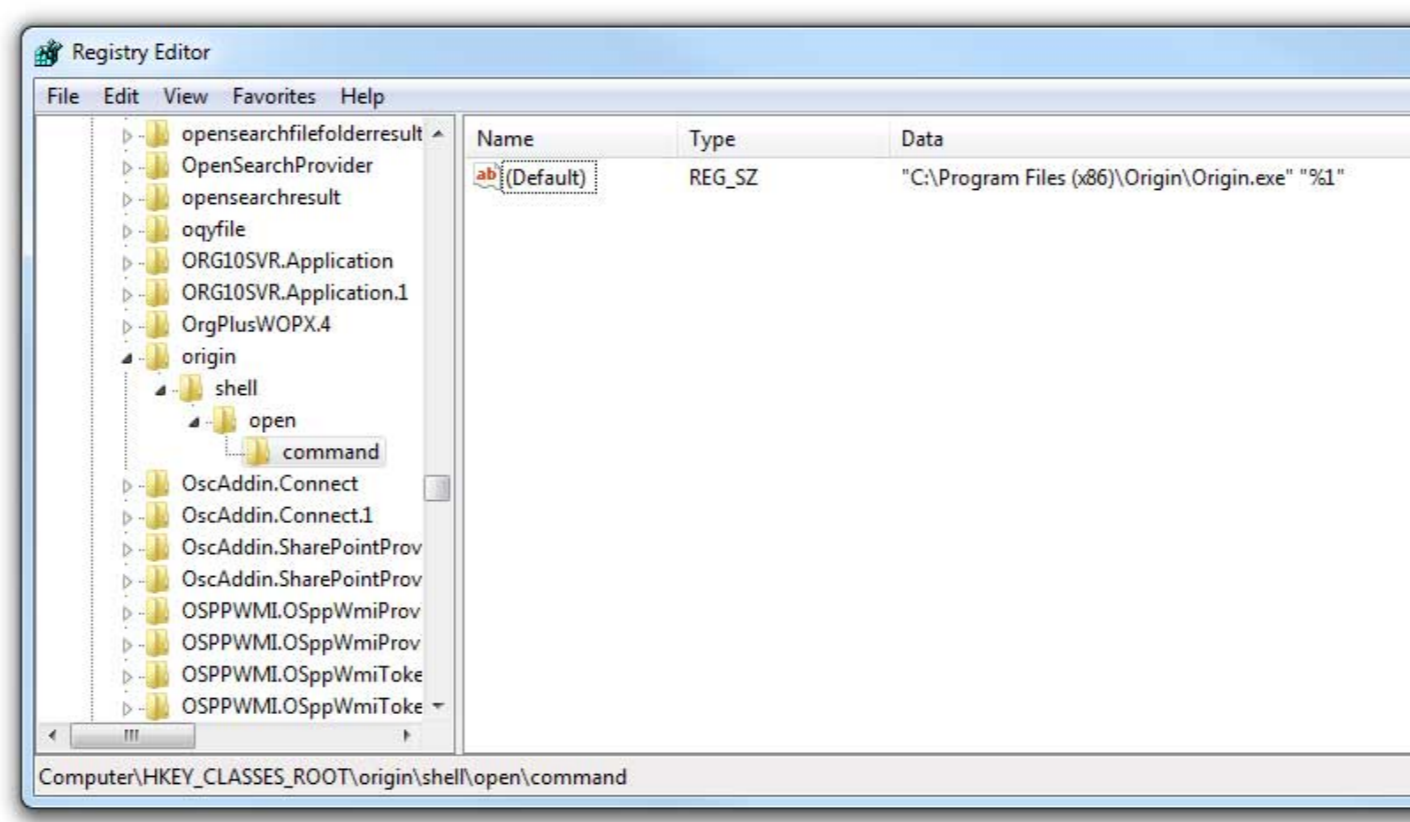 Registry Editor
File Edit View Favorites Help
opensearchfilefolderresult
OpenSearchProvider
opensearchresult
oqyfile
ORG10SVR.Application
ORG10SVR.Application.1
OrgPlusWOPX.4
origin
shell
open
command
OscAddin.Connect
OscAddin.Connect.1
OscAddin.SharePointProv
OscAddin.SharePointProv
OSPPWMI.OSppWmiProv
OSPPWMI.OSppWmiProv
OSPPWMI.OSppWmiToke
OSPPWMI.OSppWmiToke
Name Type Data
ab (Default) REG_SZ "C:\Program Files (x86)\Origin\Origin.exe" "%1"
Computer\HKEY_CLASSES_ROOT\origin\shell\open\command